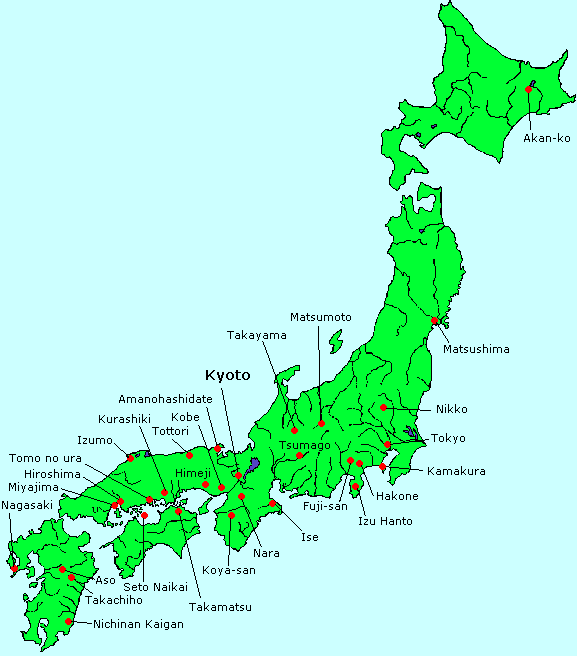 Akan-ko
Matsumoto
Takayama
Matsushima
Kyoto
Amanohashidate
Kobe
Nikko
Kurashiki
Tottori
Izumo
Tokyo
Tsumago
Tomo no ura
Himeji
Kamakura
Hiroshima
Miyajima
Hakone
Nagasaki
Fuji-san
Izu Hanto
Ise
Nara
Koya-san
Aso
Seto Naikai
Takachiho
Takamatsu
Nichinan Kaigan